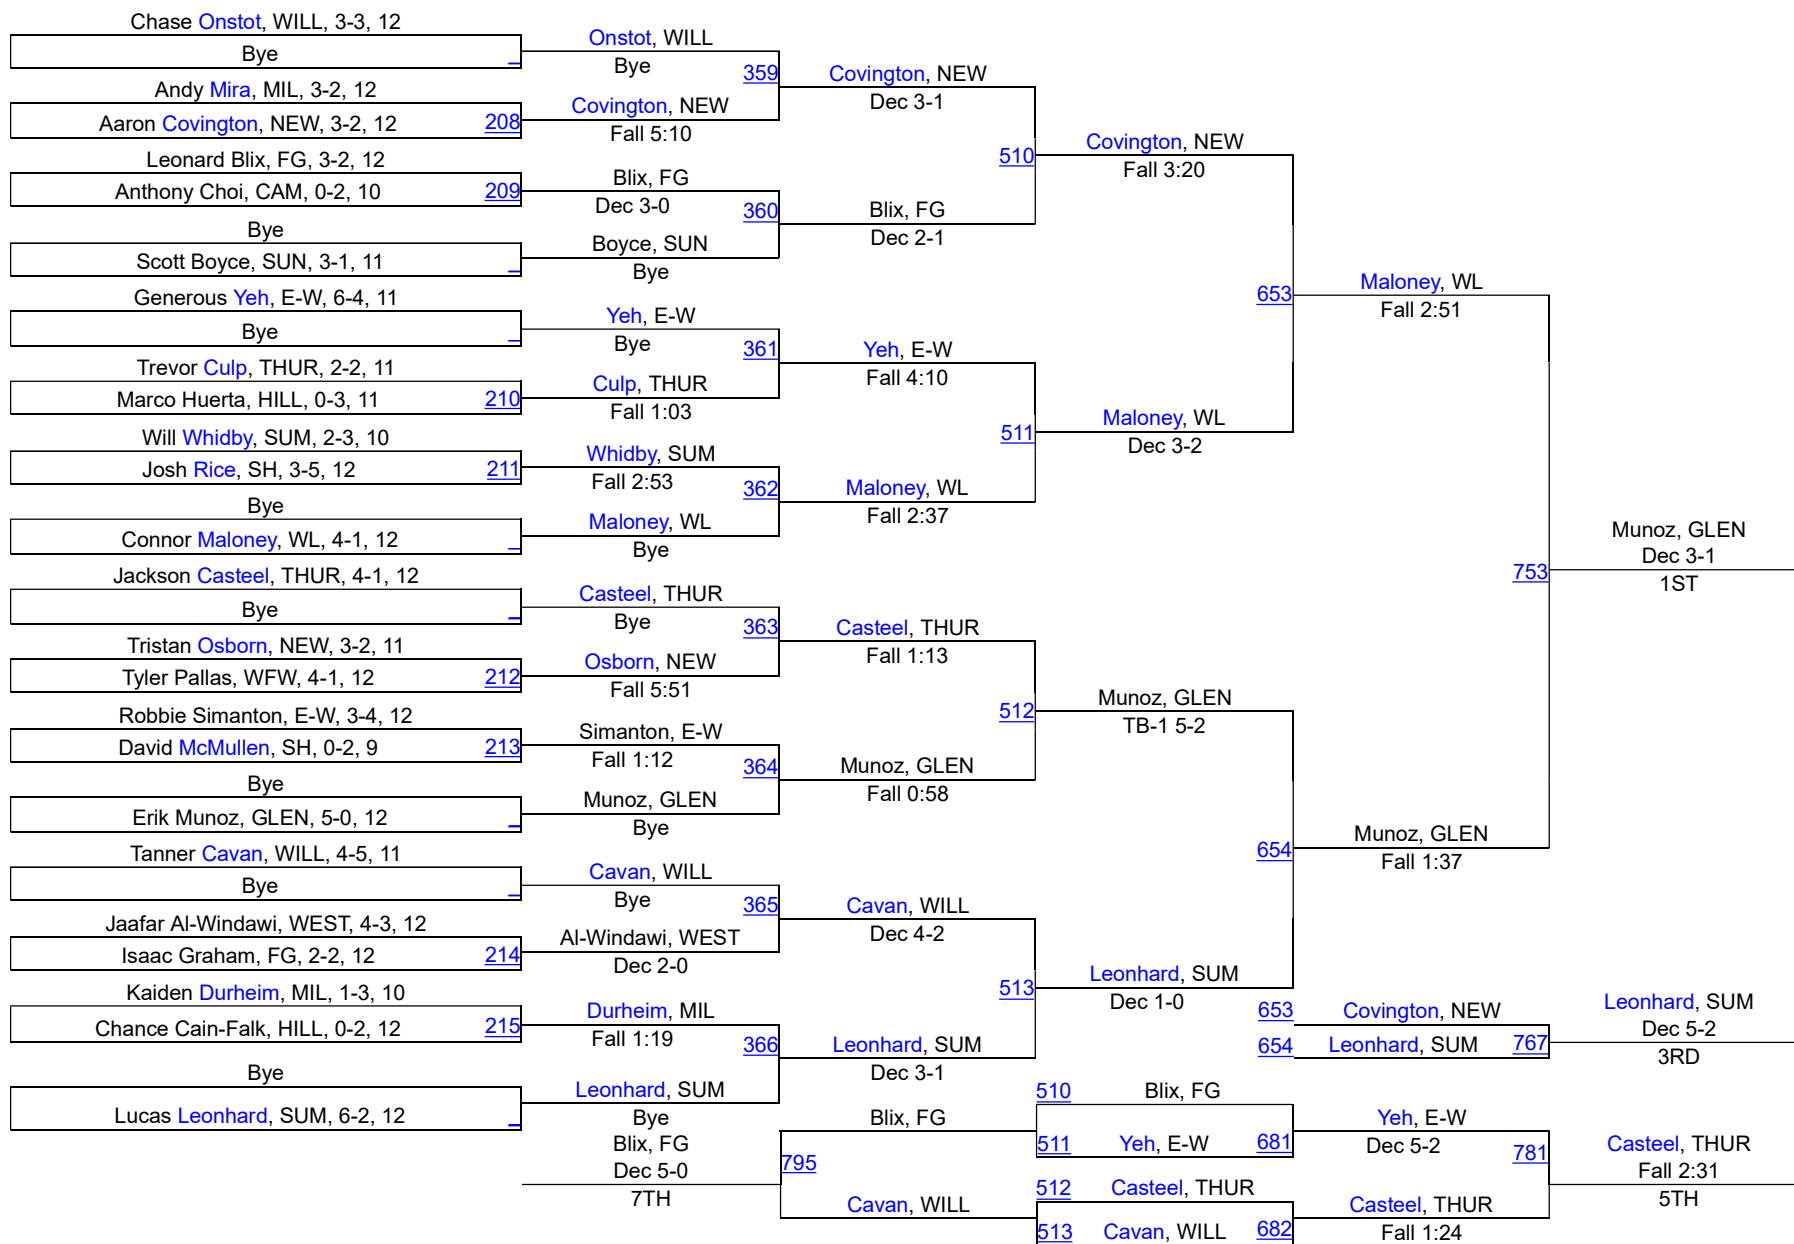 Chase Onstot, WILL, 3-3, 12
Bye
Andy Mira, MIL, 3-2, 12
Aaron Covington, NEW, 3-2, 12 208
Leonard Blix, FG, 3-2, 12
Anthony Choi, CAM, 0-2, 10 209
Bye
Scott Boyce, SUN, 3-1, 11
Generous Yeh, E-W, 6-4, 11
Bye
Trevor Culp, THUR, 2-2, 11
Marco Huerta, HILL, 0-3, 11 210
Will Whidby, SUM, 2-3, 10
Josh Rice, SH, 3-5, 12 211
Bye
Connor Maloney, WL, 4-1, 12
Jackson Casteel, THUR, 4-1, 12
Bye
Tristan Osborn, NEW, 3-2, 11
Tyler Pallas, WFW, 4-1, 12 212
Robbie Simanton, E-W, 3-4, 12
David McMullen, SH, 0-2, 9 213
Bye
Erik Munoz, GLEN, 5-0, 12
Tanner Cavan, WILL, 4-5, 11
Bye
Jaafar Al-Windawi, WEST, 4-3, 12
Isaac Graham, FG, 2-2, 12 214
Kaiden Durheim, MIL, 1-3, 10
Chance Cain-Falk, HILL, 0-2, 12 215
Bye
Lucas Leonhard, SUM, 6-2, 12
Onstot, WILL
Bye
359
Covington, NEW
Fall 5:10
Blix, FG
Dec 3-0
360
Boyce, SUN
Bye
Yeh, E-W
Bye
361
Culp, THUR
Fall 1:03
Whidby, SUM
Fall 2:53
362
Maloney, WL
Bye
Casteel, THUR
Bye
363
Osborn, NEW
Fall 5:51
Simanton, E-W
Fall 1:12
364
Munoz, GLEN
Bye
Cavan, WILL
Bye
365
Al-Windawi, WEST
Dec 2-0
Durheim, MIL
Fall 1:19
366
Leonhard, SUM
Bye
Blix, FG
Dec 5-0
7TH
Covington, NEW
Dec 3-1
510
Blix, FG
Dec 2-1
Yeh, E-W
Fall 4:10
511
Maloney, WL
Fall 2:37
Casteel, THUR
Fall 1:13
512
Munoz, GLEN
Fall 0:58
Cavan, WILL
Dec 4-2
513
Leonhard, SUM
Dec 3-1
Blix, FG
795
Cavan, WILL
Covington, NEW
Fall 3:20
653
Maloney, WL
Dec 3-2
Munoz, GLEN
TB-1 5-2
654
Leonhard, SUM
Dec 1-0
510 Blix, FG
511 Yeh, E-W 681
512 Casteel, THUR
513 Cavan, WILL 682
Maloney, WL
Fall 2:51
753
Munoz, GLEN
Fall 1:37
653 Covington, NEW
654 Leonhard, SUM 767
Yeh, E-W
Dec 5-2
781
Casteel, THUR
Fall 1:24
Munoz, GLEN
Dec 3-1
1ST
Leonhard, SUM
Dec 5-2
3RD
Casteel, THUR
Fall 2:31
5TH